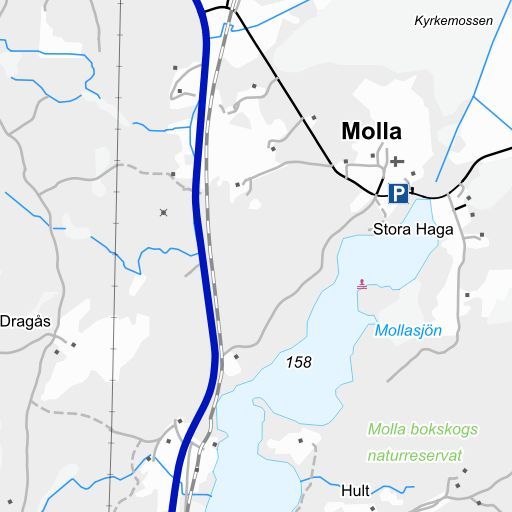 Kyrkemossen
Molla
P
Stora Haga
Dragås
Mollasjön
158
Molla bokskogs
naturreservat
Hult